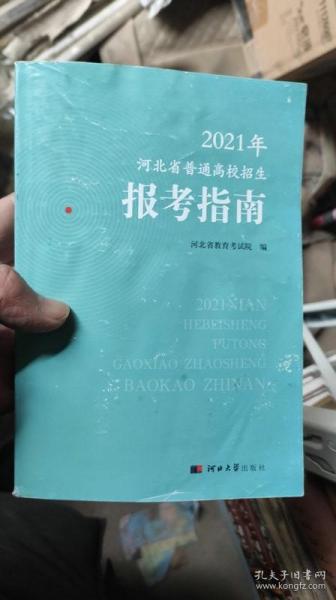 2021年
河北省普通高校招生
报考指南
河北省教育考试院 编
2021NIAN
HEBEISHENG
PUTONG
GAOXIAO ZHAOSHENG
BAOKAO ZHINAN
河北大学出版社
孔夫子旧书网